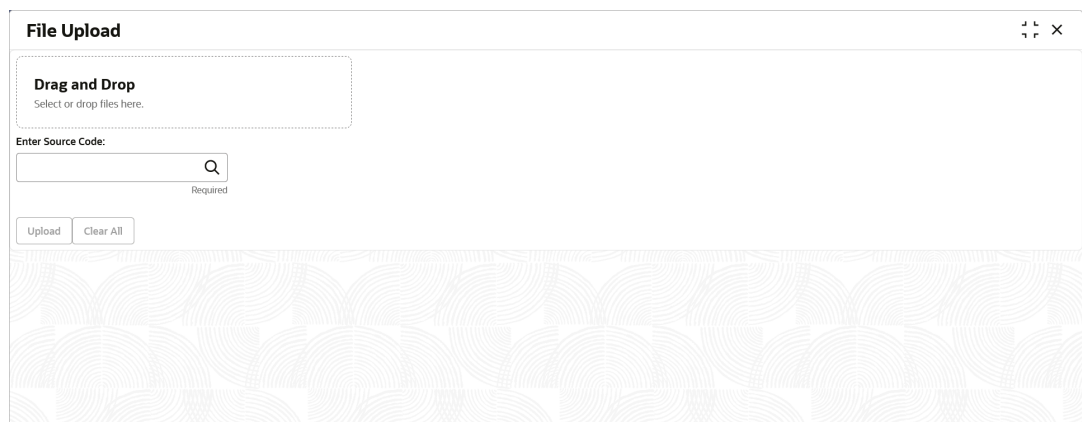 File Upload
Drag and Drop
Select or drop files here.
Enter Source Code:
Required
Upload Clear All